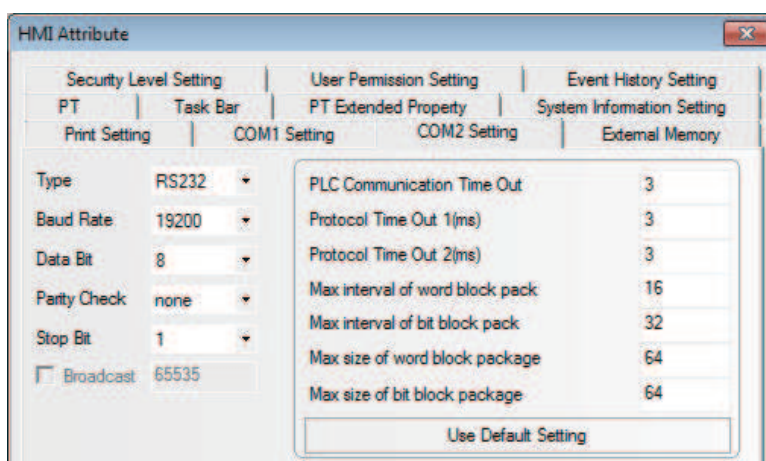 HMI Attribute
Security Level Setting User Permission Setting Event History Setting
PT Task Bar PT Extended Property System Information Setting
Print Setting COM1 Setting COM2 Setting External Memory
Type RS232
Baud Rate 19200
Data Bit 8
Parity Check none
Stop Bit 1
Broadcast 65535
PLC Communication Time Out 3
Protocol Time Out 1(ms) 3
Protocol Time Out 2(ms) 3
Max interval of word block pack 16
Max interval of bit block pack 32
Max size of word block package 64
Max size of bit block package 64
Use Default Setting